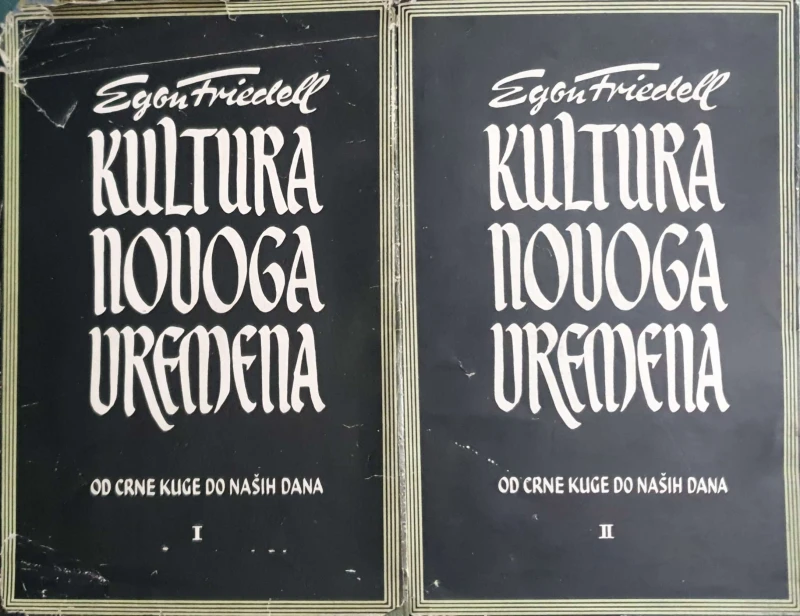 Egon Friedell
KULTURA
NOVOGA
VREMENA
OD CRNE KUGE DO NAŠIH DANA
I
Egon Friedell
KULTURA
NOVOGA
VREMENA
OD CRNE KUGE DO NAŠIH DANA
II